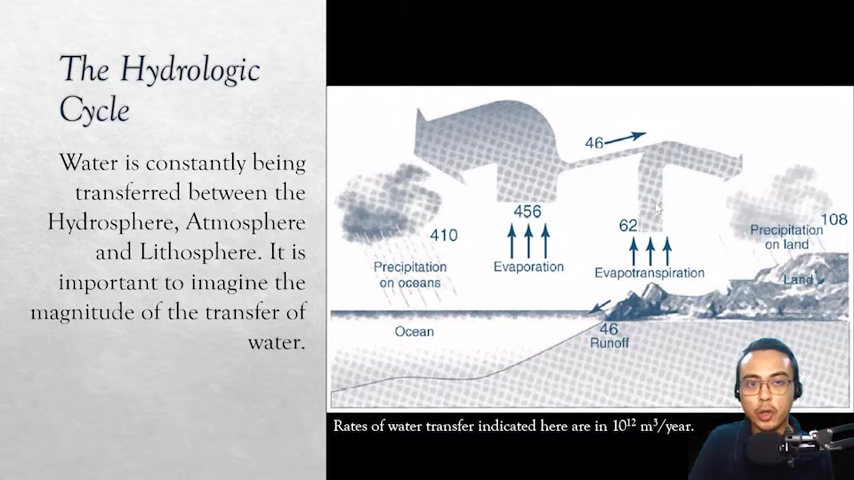 The Hydrologic
Cycle
Water is constantly being
transferred between the
Hydrosphere, Atmosphere
and Lithosphere. It is
important to imagine the
magnitude of the transfer of
water.
46
456
62
108
410
Precipitation
on land
Evaporation
Evapotranspiration
Precipitation
on oceans
Land
Ocean
46
Runoff
Rates of water transfer indicated here are in 10¹² m³/year.